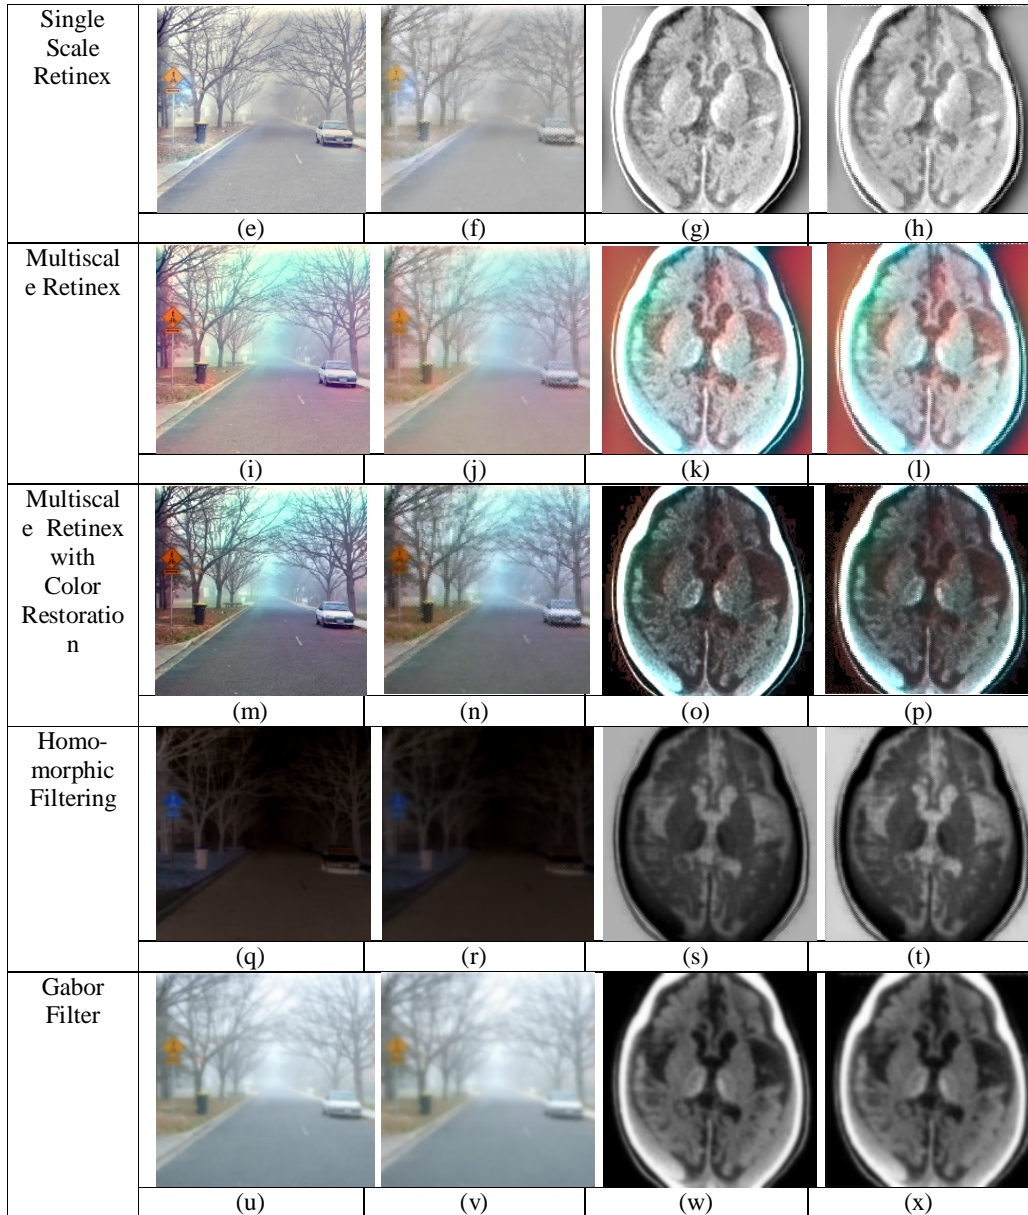 Single
Scale
Retinex
(e) (f) (g) (h)
Multiscal
e Retinex
(i) (j) (k) (l)
Multiscal
e Retinex
with
Color
Restoratio
n
(m) (n) (o) (p)
Homo-
morphic
Filtering
(q) (r) (s) (t)
Gabor
Filter
(u) (v) (w) (x)